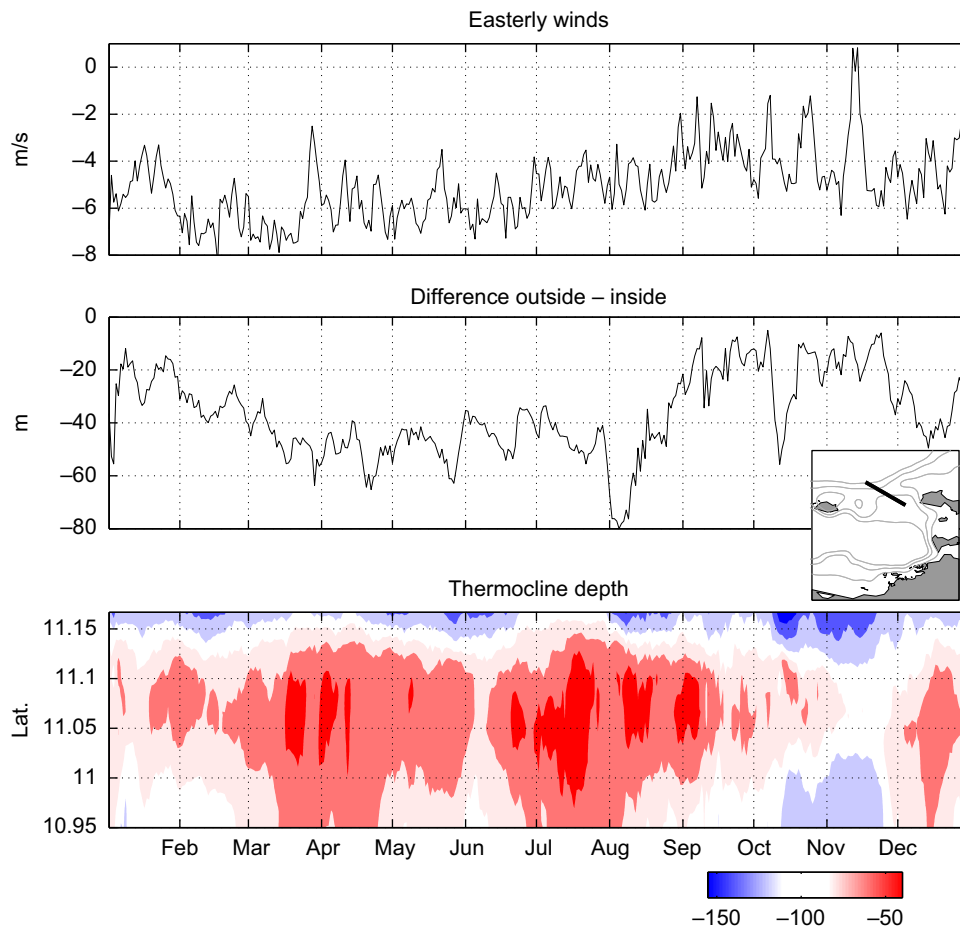 Easterly winds
0
–2
–4
–6
–8
m/s
Difference outside – inside
0
–20
–40
–60
–80
m
Thermocline depth
11.15
11.1
11.05
11
10.95
Lat.
Feb Mar Apr May Jun Jul Aug Sep Oct Nov Dec
–150 –100 –50